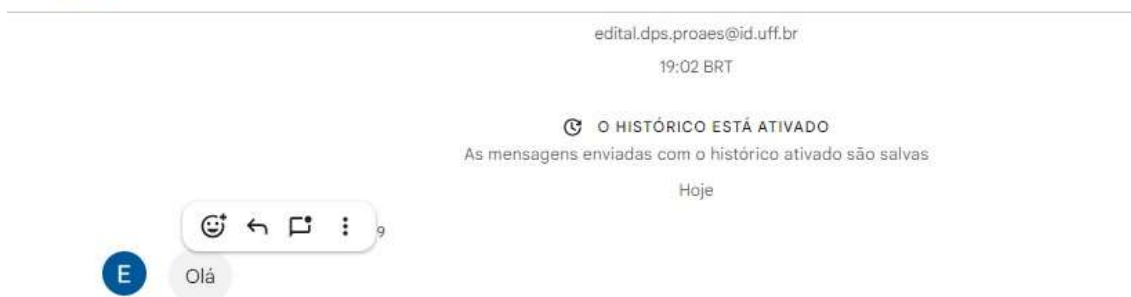 edital.dps.proaes@id.uff.br
19:02 BRT
O HISTÓRICO ESTÁ ATIVADO
As mensagens enviadas com o histórico ativado são salvas
Hoje
9
E
Olá